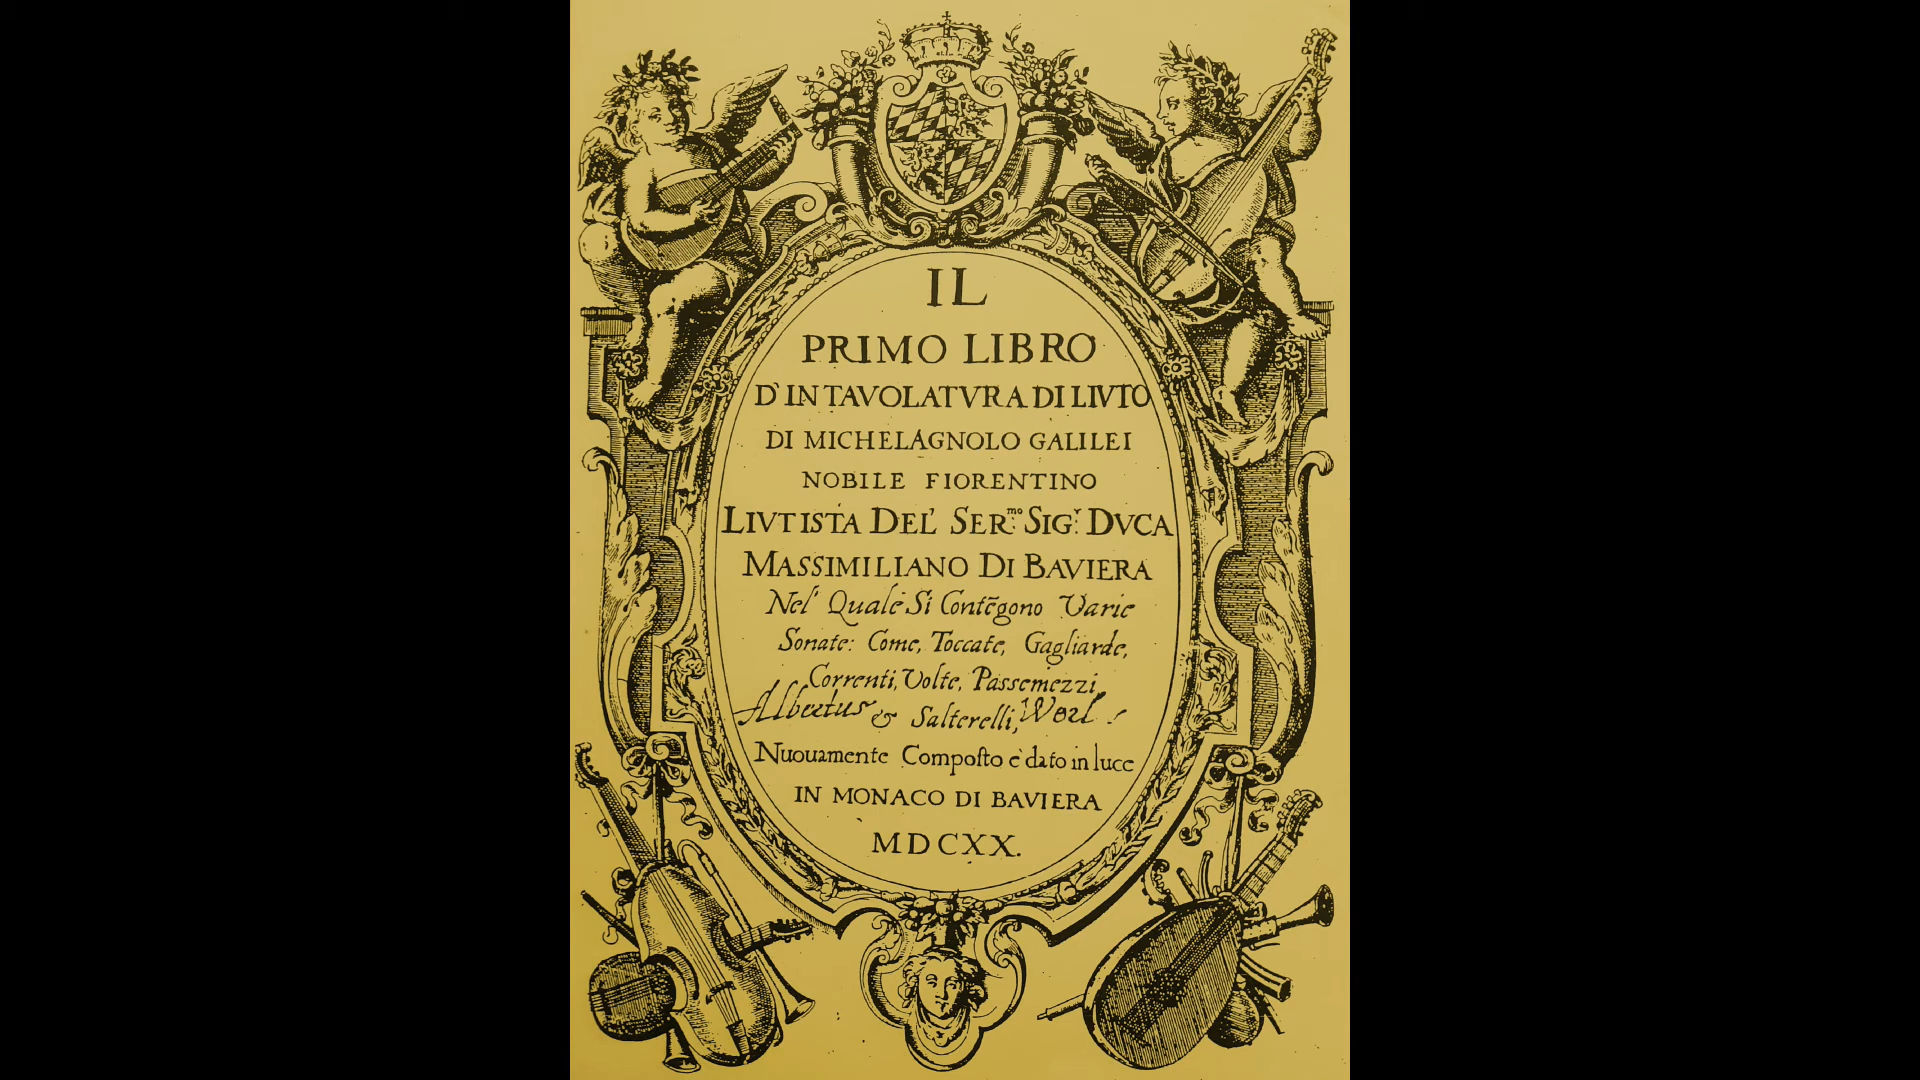 IL
PRIMO LIBRO
D'INTAVOLATVRA DI LIVTO
DI MICHELAGNOLO GALILEI
NOBILE FIORENTINO
LIVTISTA DEL' SER.mo SIG.r DVCA
MASSIMILIANO DI BAVIERA
Nel' Quale Si Contēgono Varie
Sonate: Come, Toccate, Gagliarde,
Correnti, Volte, Passemezzi,
Albertus & Salterelli, Werl
Nuouamente Composto è dato in luce
IN MONACO DI BAVIERA
MDCXX.